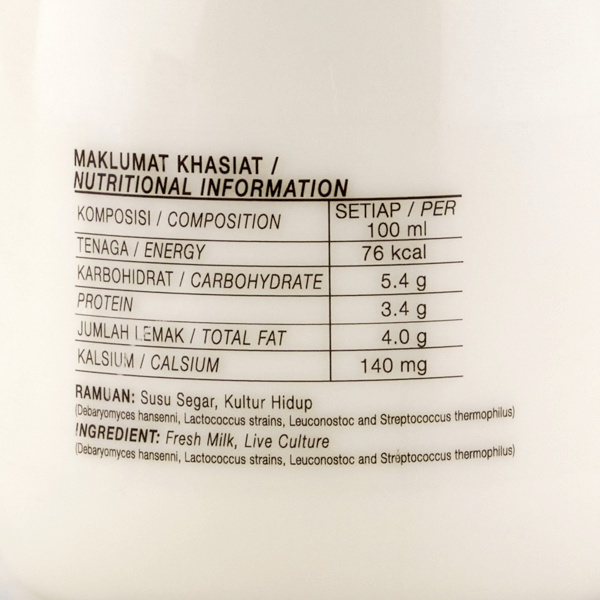 MAKLUMAT KHASIAT /
NUTRITIONAL INFORMATION
KOMPOSISI / COMPOSITION SETIAP / PER 100 ml
TENAGA / ENERGY 76 kcal
KARBOHIDRAT / CARBOHYDRATE 5.4 g
PROTEIN 3.4 g
JUMLAH LEMAK / TOTAL FAT 4.0 g
KALSIUM / CALSIUM 140 mg
RAMUAN: Susu Segar, Kultur Hidup
(Debaryomyces hansenni, Lactococcus strains, Leuconostoc and Streptococcus thermophilus)
INGREDIENT: Fresh Milk, Live Culture
(Debaryomyces hansenni, Lactococcus strains, Leuconostoc and Streptococcus thermophilus)